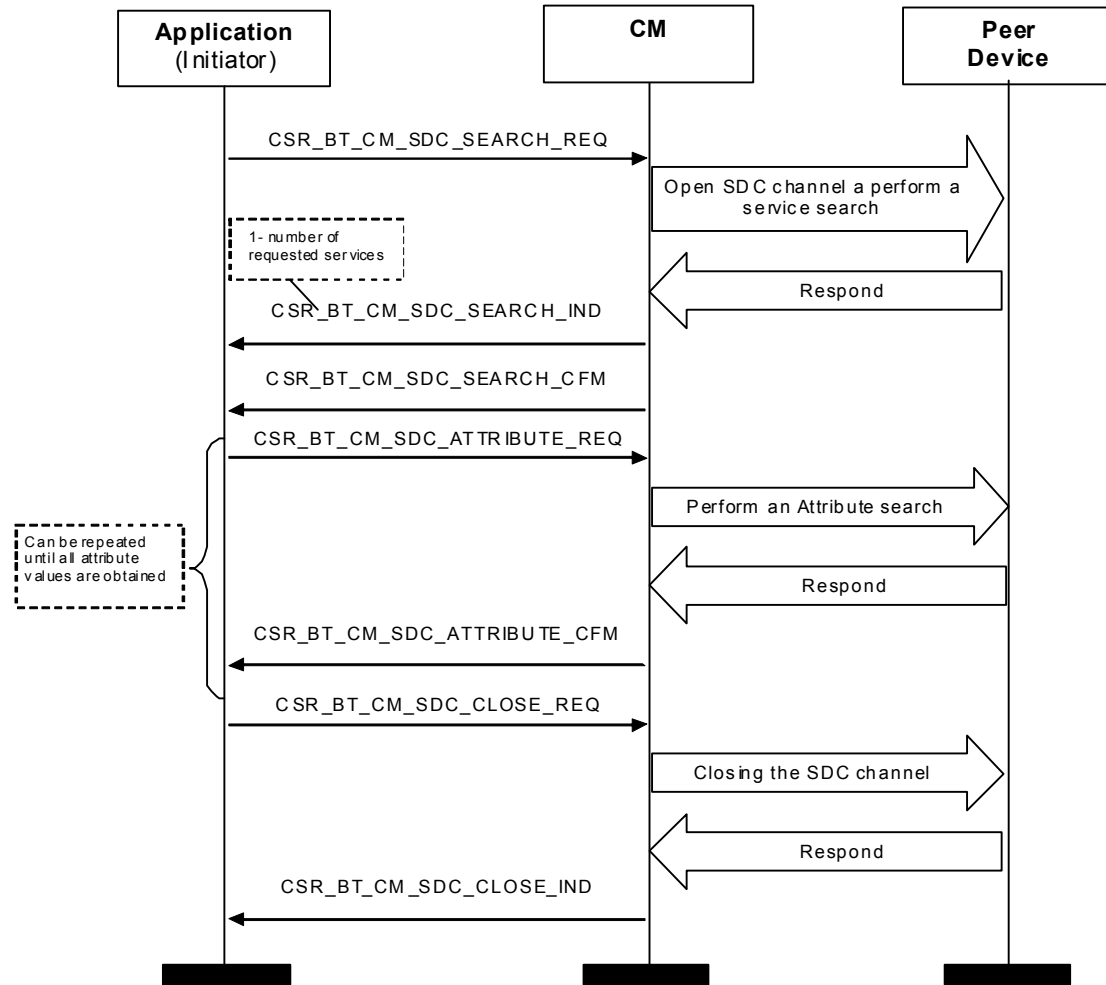 Application
(Initiator)
CM
Peer
Device
CSR_BT_CM_SDC_SEARCH_REQ
Open SDC channel a perform a
service search
1- number of
requested services
Respond
CSR_BT_CM_SDC_SEARCH_IND
CSR_BT_CM_SDC_SEARCH_CFM
CSR_BT_CM_SDC_ATTRIBUTE_REQ
Perform an Attribute search
Can be repeated
until all attribute
values are obtained
Respond
CSR_BT_CM_SDC_ATTRIBUTE_CFM
CSR_BT_CM_SDC_CLOSE_REQ
Closing the SDC channel
Respond
CSR_BT_CM_SDC_CLOSE_IND